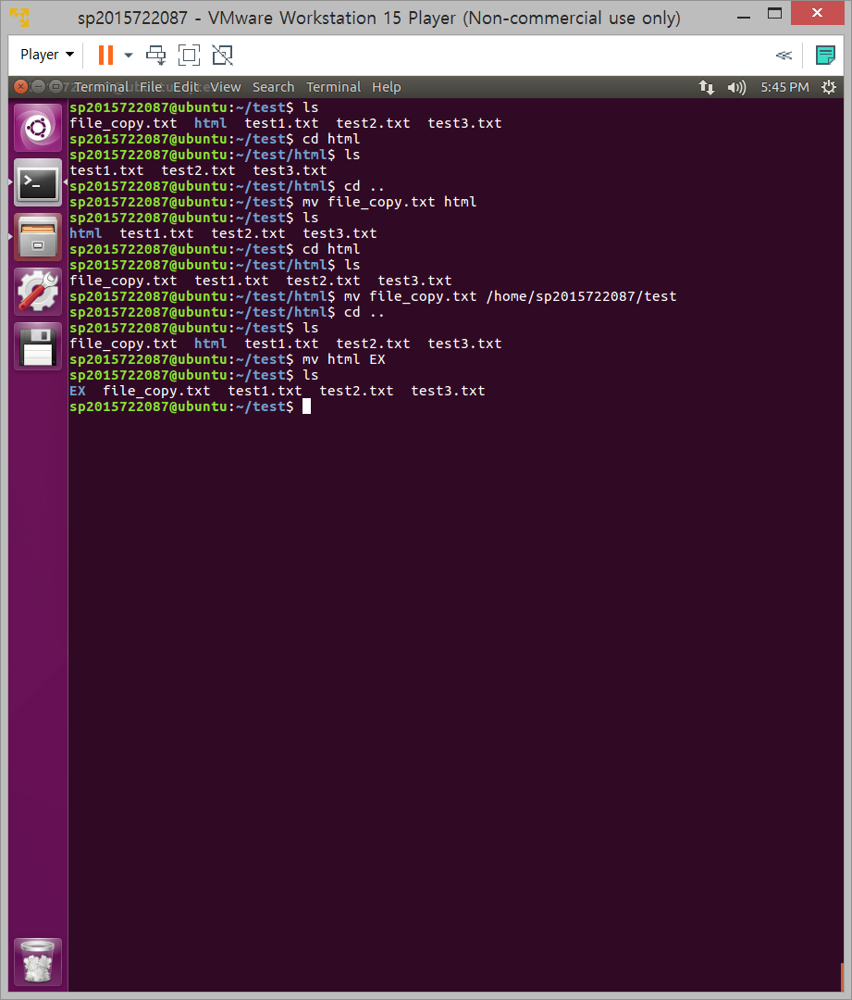 sp2015722087 - VMware Workstation 15 Player (Non-commercial use only)
Player
Terminal File Edit View Search Terminal Help 5:45 PM
sp2015722087@ubuntu:~/test$ ls
file_copy.txt  html  test1.txt  test2.txt  test3.txt
sp2015722087@ubuntu:~/test$ cd html
sp2015722087@ubuntu:~/test/html$ ls
test1.txt  test2.txt  test3.txt
sp2015722087@ubuntu:~/test/html$ cd ..
sp2015722087@ubuntu:~/test$ mv file_copy.txt html
sp2015722087@ubuntu:~/test$ ls
html  test1.txt  test2.txt  test3.txt
sp2015722087@ubuntu:~/test$ cd html
sp2015722087@ubuntu:~/test/html$ ls
file_copy.txt  test1.txt  test2.txt  test3.txt
sp2015722087@ubuntu:~/test/html$ mv file_copy.txt /home/sp2015722087/test
sp2015722087@ubuntu:~/test/html$ cd ..
sp2015722087@ubuntu:~/test$ ls
file_copy.txt  html  test1.txt  test2.txt  test3.txt
sp2015722087@ubuntu:~/test$ mv html EX
sp2015722087@ubuntu:~/test$ ls
EX  file_copy.txt  test1.txt  test2.txt  test3.txt
sp2015722087@ubuntu:~/test$